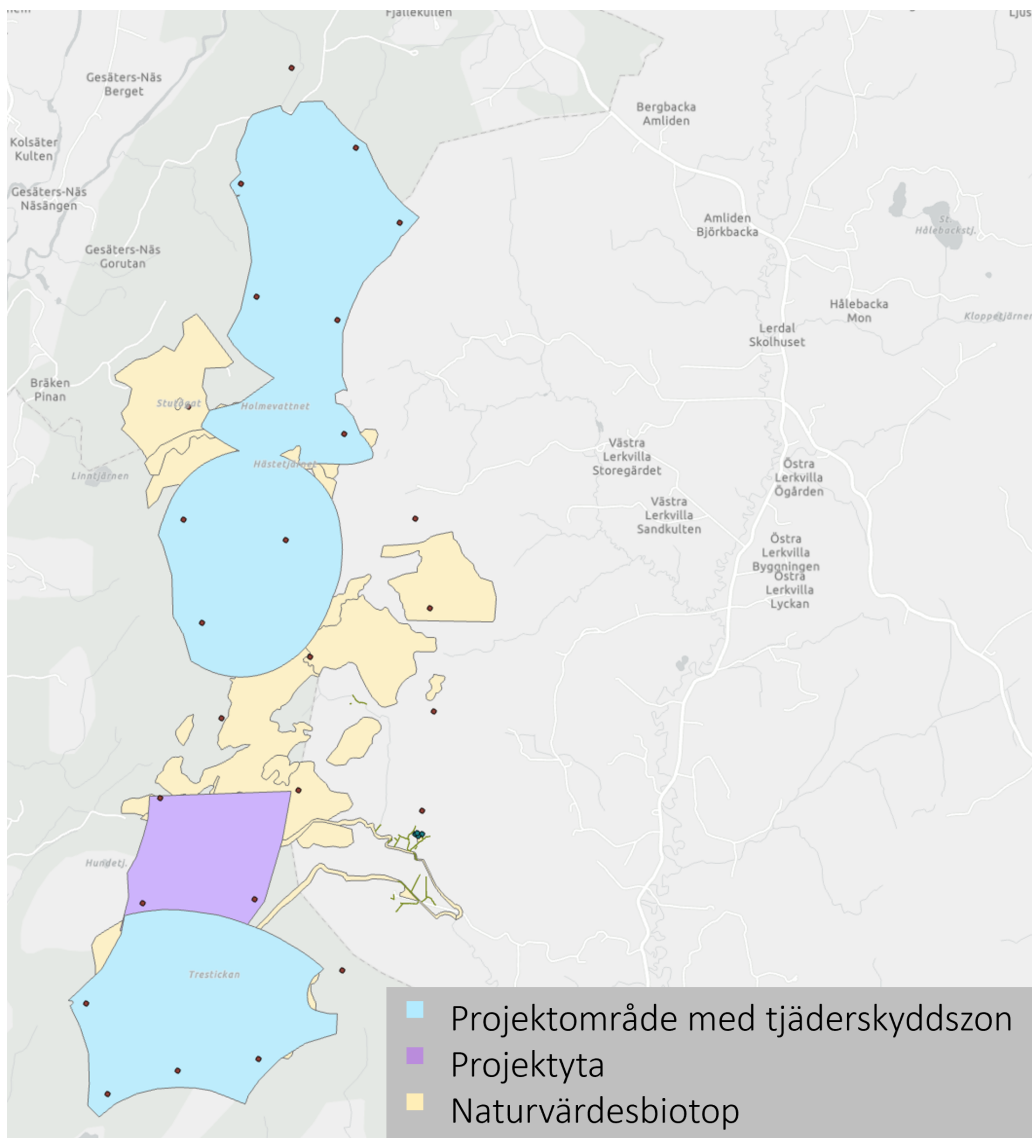 Fjällekullen
Gesäters-Näs
Berget
Bergbacka
Amliden
Kolsäter
Kulten
Gesäters-Näs
Näsängen
Amliden
Björkbacka
St.
Hålebackstj.
Gesäters-Näs
Gorutan
Hålebacka
Mon
Kloppetjärnen
Lerdal
Skolhuset
Bråken
Pinan
Holmevattnet
Västra
Lerkvilla
Storegärdet
Hästetjärnet
Linntjärnen
Östra
Lerkvilla
Ögården
Västra
Lerkvilla
Sandkulten
Östra
Lerkvilla
Byggningen
Östra
Lerkvilla
Lyckan
Hundetj.
Trestickan
Projektområde med tjäderskyddszon
Projektyta
Naturvärdesbiotop